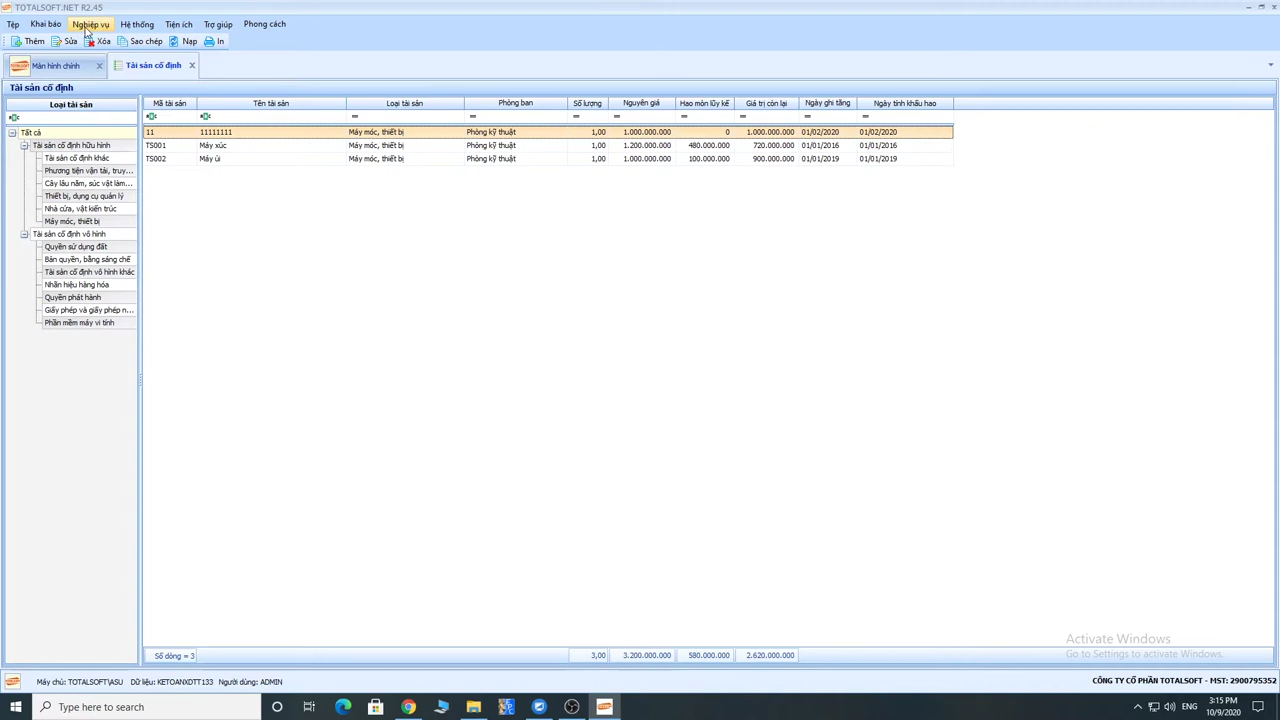 TOTALSOFT.NET R2.45
Tệp Khai báo Nghiệp vụ Hệ thống Tiện ích Trợ giúp Phong cách
Thêm Sửa Xóa Sao chép Nạp In
Màn hình chính Tài sản cố định
Tài sản cố định
Loại tài sản Mã tài sản Tên tài sản Loại tài sản Phòng ban Số lượng Nguyên giá Hao mòn lũy kế Giá trị còn lại Ngày ghi tăng Ngày tính khấu hao
= = = = = = = =
Tất cả 11 11111111 Máy móc, thiết bị Phòng kỹ thuật 1,00 1.000.000.000 0 1.000.000.000 01/02/2020 01/02/2020
Tài sản cố định hữu hình TS001 Máy xúc Máy móc, thiết bị Phòng kỹ thuật 1,00 1.200.000.000 480.000.000 720.000.000 01/01/2016 01/01/2016
Tài sản cố định khác TS002 Máy ủi Máy móc, thiết bị Phòng kỹ thuật 1,00 1.000.000.000 100.000.000 900.000.000 01/01/2019 01/01/2019
Phương tiện vận tải, truy...
Cây lâu năm, súc vật làm...
Thiết bị, dụng cụ quản lý
Nhà cửa, vật kiến trúc
Máy móc, thiết bị
Tài sản cố định vô hình
Quyền sử dụng đất
Bản quyền, bằng sáng chế
Tài sản cố định vô hình khác
Nhãn hiệu hàng hóa
Quyền phát hành
Giấy phép và giấy phép n...
Phần mềm máy vi tính
Activate Windows
Go to Settings to activate Windows.
Số dòng = 3 3,00 3.200.000.000 580.000.000 2.620.000.000
Máy chủ: TOTALSOFT\ASU Dữ liệu: KETOANXDTT133 Người dùng: ADMIN CÔNG TY CỔ PHẦN TOTALSOFT - MST: 2900795352
Type here to search ENG 3:15 PM
10/9/2020